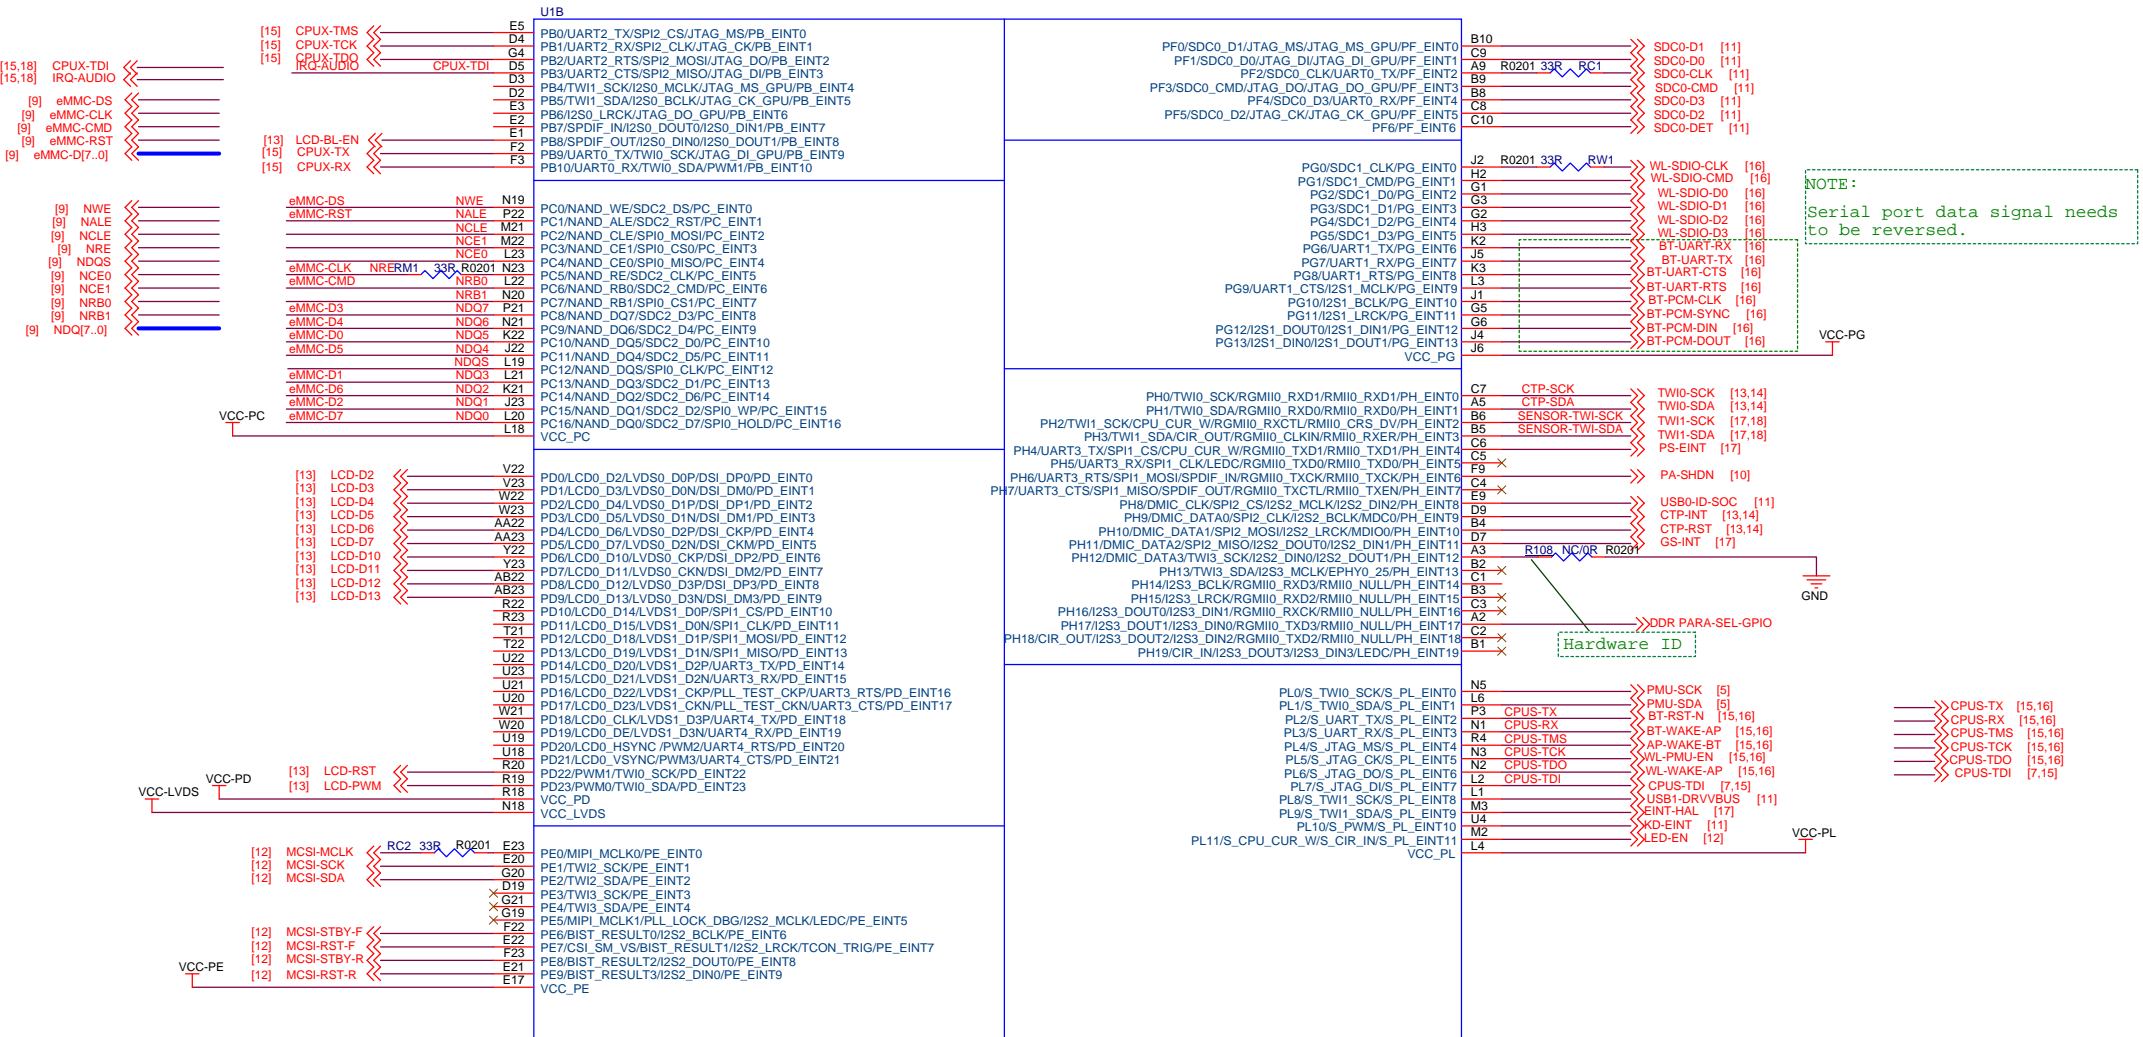 U1B
[15] CPUX-TMS E5 PB0/UART2_TX/SPI2_CS/JTAG_MS/PB_EINT0
[15] CPUX-TCK D4 PB1/UART2_RX/SPI2_CLK/JTAG_CK/PB_EINT1
[15] CPUX-TDO G4 PB2/UART2_RTS/SPI2_MOSI/JTAG_DO/PB_EINT2
IRQ-AUDIO CPUX-TDI D5 PB3/UART2_CTS/SPI2_MISO/JTAG_DI/PB_EINT3
D3 PB4/TWI1_SCK/I2S0_MCLK/JTAG_MS_GPU/PB_EINT4
D2 PB5/TWI1_SDA/I2S0_BCLK/JTAG_CK_GPU/PB_EINT5
E3 PB6/I2S0_LRCK/JTAG_DO_GPU/PB_EINT6
E2 PB7/SPDIF_IN/I2S0_DOUT0/I2S0_DIN1/PB_EINT7
[13] LCD-BL-EN E1 PB8/SPDIF_OUT/I2S0_DIN0/I2S0_DOUT1/PB_EINT8
[15] CPUX-TX F2 PB9/UART0_TX/TWI0_SCK/JTAG_DI_GPU/PB_EINT9
[15] CPUX-RX F3 PB10/UART0_RX/TWI0_SDA/PWM1/PB_EINT10
[15,18] CPUX-TDI
[15,18] IRQ-AUDIO
[9] eMMC-DS
[9] eMMC-CLK
[9] eMMC-CMD
[9] eMMC-RST
[9] eMMC-D[7..0]
[9] NWE
[9] NALE
[9] NCLE
[9] NRE
[9] NDQS
[9] NCE0
[9] NCE1
[9] NRB0
[9] NRB1
[9] NDQ[7..0]
eMMC-DS NWE N19 PC0/NAND_WE/SDC2_DS/PC_EINT0
eMMC-RST NALE P22 PC1/NAND_ALE/SDC2_RST/PC_EINT1
NCLE M21 PC2/NAND_CLE/SPI0_MOSI/PC_EINT2
NCE1 M22 PC3/NAND_CE1/SPI0_CS0/PC_EINT3
NCE0 L23 PC4/NAND_CE0/SPI0_MISO/PC_EINT4
eMMC-CLK NRE RM1 33R R0201 N23 PC5/NAND_RE/SDC2_CLK/PC_EINT5
eMMC-CMD NRB0 L22 PC6/NAND_RB0/SDC2_CMD/PC_EINT6
NRB1 N20 PC7/NAND_RB1/SPI0_CS1/PC_EINT7
eMMC-D3 NDQ7 P21 PC8/NAND_DQ7/SDC2_D3/PC_EINT8
eMMC-D4 NDQ6 N21 PC9/NAND_DQ6/SDC2_D4/PC_EINT9
eMMC-D0 NDQ5 K22 PC10/NAND_DQ5/SDC2_D0/PC_EINT10
eMMC-D5 NDQ4 J22 PC11/NAND_DQ4/SDC2_D5/PC_EINT11
NDQS L19 PC12/NAND_DQS/SPI0_CLK/PC_EINT12
eMMC-D1 NDQ3 L21 PC13/NAND_DQ3/SDC2_D1/PC_EINT13
eMMC-D6 NDQ2 K21 PC14/NAND_DQ2/SDC2_D6/PC_EINT14
eMMC-D2 NDQ1 J23 PC15/NAND_DQ1/SDC2_D2/SPI0_WP/PC_EINT15
eMMC-D7 NDQ0 L20 PC16/NAND_DQ0/SDC2_D7/SPI0_HOLD/PC_EINT16
VCC-PC L18 VCC_PC
[13] LCD-D2 V22 PD0/LCD0_D2/LVDS0_D0P/DSI_DP0/PD_EINT0
[13] LCD-D3 V23 PD1/LCD0_D3/LVDS0_D0N/DSI_DM0/PD_EINT1
[13] LCD-D4 W22 PD2/LCD0_D4/LVDS0_D1P/DSI_DP1/PD_EINT2
[13] LCD-D5 W23 PD3/LCD0_D5/LVDS0_D1N/DSI_DM1/PD_EINT3
[13] LCD-D6 AA22 PD4/LCD0_D6/LVDS0_D2P/DSI_CKP/PD_EINT4
[13] LCD-D7 AA23 PD5/LCD0_D7/LVDS0_D2N/DSI_CKM/PD_EINT5
[13] LCD-D10 Y22 PD6/LCD0_D10/LVDS0_CKP/DSI_DP2/PD_EINT6
[13] LCD-D11 Y23 PD7/LCD0_D11/LVDS0_CKN/DSI_DM2/PD_EINT7
[13] LCD-D12 AB22 PD8/LCD0_D12/LVDS0_D3P/DSI_DP3/PD_EINT8
[13] LCD-D13 AB23 PD9/LCD0_D13/LVDS0_D3N/DSI_DM3/PD_EINT9
R22 PD10/LCD0_D14/LVDS1_D0P/SPI1_CS/PD_EINT10
R23 PD11/LCD0_D15/LVDS1_D0N/SPI1_CLK/PD_EINT11
T21 PD12/LCD0_D18/LVDS1_D1P/SPI1_MOSI/PD_EINT12
T22 PD13/LCD0_D19/LVDS1_D1N/SPI1_MISO/PD_EINT13
U22 PD14/LCD0_D20/LVDS1_D2P/UART3_TX/PD_EINT14
U23 PD15/LCD0_D21/LVDS1_D2N/UART3_RX/PD_EINT15
U21 PD16/LCD0_D22/LVDS1_CKP/PLL_TEST_CKP/UART3_RTS/PD_EINT16
U20 PD17/LCD0_D23/LVDS1_CKN/PLL_TEST_CKN/UART3_CTS/PD_EINT17
W21 PD18/LCD0_CLK/LVDS1_D3P/UART4_TX/PD_EINT18
W20 PD19/LCD0_DE/LVDS1_D3N/UART4_RX/PD_EINT19
U19 PD20/LCD0_HSYNC /PWM2/UART4_RTS/PD_EINT20
U18 PD21/LCD0_VSYNC/PWM3/UART4_CTS/PD_EINT21
[13] LCD-RST R20 PD22/PWM1/TWI0_SCK/PD_EINT22
[13] LCD-PWM R19 PD23/PWM0/TWI0_SDA/PD_EINT23
VCC-PD R18 VCC_PD
VCC-LVDS N18 VCC_LVDS
[12] MCSI-MCLK RC2 33R R0201 E23 PE0/MIPI_MCLK0/PE_EINT0
[12] MCSI-SCK E20 PE1/TWI2_SCK/PE_EINT1
[12] MCSI-SDA G20 PE2/TWI2_SDA/PE_EINT2
D19 PE3/TWI3_SCK/PE_EINT3
G21 PE4/TWI3_SDA/PE_EINT4
G19 PE5/MIPI_MCLK1/PLL_LOCK_DBG/I2S2_MCLK/LEDC/PE_EINT5
[12] MCSI-STBY-F F22 PE6/BIST_RESULT0/I2S2_BCLK/PE_EINT6
[12] MCSI-RST-F E22 PE7/CSI_SM_VS/BIST_RESULT1/I2S2_LRCK/TCON_TRIG/PE_EINT7
[12] MCSI-STBY-R F23 PE8/BIST_RESULT2/I2S2_DOUT0/PE_EINT8
[12] MCSI-RST-R E21 PE9/BIST_RESULT3/I2S2_DIN0/PE_EINT9
VCC-PE E17 VCC_PE
PF0/SDC0_D1/JTAG_MS/JTAG_MS_GPU/PF_EINT0 B10 SDC0-D1 [11]
PF1/SDC0_D0/JTAG_DI/JTAG_DI_GPU/PF_EINT1 C9 SDC0-D0 [11]
PF2/SDC0_CLK/UART0_TX/PF_EINT2 A9 R0201 33R RC1 SDC0-CLK [11]
PF3/SDC0_CMD/JTAG_DO/JTAG_DO_GPU/PF_EINT3 B9 SDC0-CMD [11]
PF4/SDC0_D3/UART0_RX/PF_EINT4 B8 SDC0-D3 [11]
PF5/SDC0_D2/JTAG_CK/JTAG_CK_GPU/PF_EINT5 C8 SDC0-D2 [11]
PF6/PF_EINT6 C10 SDC0-DET [11]
PG0/SDC1_CLK/PG_EINT0 J2 R0201 33R RW1 WL-SDIO-CLK [16]
PG1/SDC1_CMD/PG_EINT1 H2 WL-SDIO-CMD [16]
PG2/SDC1_D0/PG_EINT2 G1 WL-SDIO-D0 [16]
PG3/SDC1_D1/PG_EINT3 G3 WL-SDIO-D1 [16]
PG4/SDC1_D2/PG_EINT4 G2 WL-SDIO-D2 [16]
PG5/SDC1_D3/PG_EINT5 H3 WL-SDIO-D3 [16]
PG6/UART1_TX/PG_EINT6 K2 BT-UART-RX [16]
PG7/UART1_RX/PG_EINT7 J5 BT-UART-TX [16]
PG8/UART1_RTS/PG_EINT8 K3 BT-UART-CTS [16]
PG9/UART1_CTS/I2S1_MCLK/PG_EINT9 L3 BT-UART-RTS [16]
PG10/I2S1_BCLK/PG_EINT10 J1 BT-PCM-CLK [16]
PG11/I2S1_LRCK/PG_EINT11 G5 BT-PCM-SYNC [16]
PG12/I2S1_DOUT0/I2S1_DIN1/PG_EINT12 G6 BT-PCM-DIN [16]
PG13/I2S1_DIN0/I2S1_DOUT1/PG_EINT13 J4 BT-PCM-DOUT [16]
VCC_PG J6 VCC-PG
NOTE:
Serial port data signal needs
to be reversed.
PH0/TWI0_SCK/RGMII0_RXD1/RMII0_RXD1/PH_EINT0 C7 CTP-SCK TWI0-SCK [13,14]
PH1/TWI0_SDA/RGMII0_RXD0/RMII0_RXD0/PH_EINT1 A5 CTP-SDA TWI0-SDA [13,14]
PH2/TWI1_SCK/CPU_CUR_W/RGMII0_RXCTL/RMII0_CRS_DV/PH_EINT2 B6 SENSOR-TWI-SCK TWI1-SCK [17,18]
PH3/TWI1_SDA/CIR_OUT/RGMII0_CLKIN/RMII0_RXER/PH_EINT3 B5 SENSOR-TWI-SDA TWI1-SDA [17,18]
PH4/UART3_TX/SPI1_CS/CPU_CUR_W/RGMII0_TXD1/RMII0_TXD1/PH_EINT4 C6 PS-EINT [17]
PH5/UART3_RX/SPI1_CLK/LEDC/RGMII0_TXD0/RMII0_TXD0/PH_EINT5 C5
PH6/UART3_RTS/SPI1_MOSI/SPDIF_IN/RGMII0_TXCK/RMII0_TXCK/PH_EINT6 F9 PA-SHDN [10]
PH7/UART3_CTS/SPI1_MISO/SPDIF_OUT/RGMII0_TXCTL/RMII0_TXEN/PH_EINT7 C4
PH8/DMIC_CLK/SPI2_CS/I2S2_MCLK/I2S2_DIN2/PH_EINT8 E9 USB0-ID-SOC [11]
PH9/DMIC_DATA0/SPI2_CLK/I2S2_BCLK/MDC0/PH_EINT9 D9 CTP-INT [13,14]
PH10/DMIC_DATA1/SPI2_MOSI/I2S2_LRCK/MDIO0/PH_EINT10 B4 CTP-RST [13,14]
PH11/DMIC_DATA2/SPI2_MISO/I2S2_DOUT0/I2S2_DIN1/PH_EINT11 D7 GS-INT [17]
PH12/DMIC_DATA3/TWI3_SCK/I2S2_DIN0/I2S2_DOUT1/PH_EINT12 A3 R108 NC/0R R0201
PH13/TWI3_SDA/I2S3_MCLK/EPHY0_25/PH_EINT13 B2
PH14/I2S3_BCLK/RGMII0_RXD3/RMII0_NULL/PH_EINT14 C1
PH15/I2S3_LRCK/RGMII0_RXD2/RMII0_NULL/PH_EINT15 B3
PH16/I2S3_DOUT0/I2S3_DIN1/RGMII0_RXCK/RMII0_NULL/PH_EINT16 C3
PH17/I2S3_DOUT1/I2S3_DIN0/RGMII0_TXD3/RMII0_NULL/PH_EINT17 A2 DDR PARA-SEL-GPIO
PH18/CIR_OUT/I2S3_DOUT2/I2S3_DIN2/RGMII0_TXD2/RMII0_NULL/PH_EINT18 C2
PH19/CIR_IN/I2S3_DOUT3/I2S3_DIN3/LEDC/PH_EINT19 B1
GND
Hardware ID
PL0/S_TWI0_SCK/S_PL_EINT0 N5 PMU-SCK [5]
PL1/S_TWI0_SDA/S_PL_EINT1 L6 PMU-SDA [5]
PL2/S_UART_TX/S_PL_EINT2 P3 CPUS-TX BT-RST-N [15,16]
PL3/S_UART_RX/S_PL_EINT3 N1 CPUS-RX BT-WAKE-AP [15,16]
PL4/S_JTAG_MS/S_PL_EINT4 R4 CPUS-TMS AP-WAKE-BT [15,16]
PL5/S_JTAG_CK/S_PL_EINT5 N3 CPUS-TCK WL-PMU-EN [15,16]
PL6/S_JTAG_DO/S_PL_EINT6 N2 CPUS-TDO WL-WAKE-AP [15,16]
PL7/S_JTAG_DI/S_PL_EINT7 L2 CPUS-TDI CPUS-TDI [7,15]
PL8/S_TWI1_SCK/S_PL_EINT8 L1 USB1-DRVVBUS [11]
PL9/S_TWI1_SDA/S_PL_EINT9 M3 EINT-HAL [17]
PL10/S_PWM/S_PL_EINT10 U4 KD-EINT [11]
PL11/S_CPU_CUR_W/S_CIR_IN/S_PL_EINT11 M2 LED-EN [12]
VCC_PL L4 VCC-PL
CPUS-TX [15,16]
CPUS-RX [15,16]
CPUS-TMS [15,16]
CPUS-TCK [15,16]
CPUS-TDO [15,16]
CPUS-TDI [7,15]